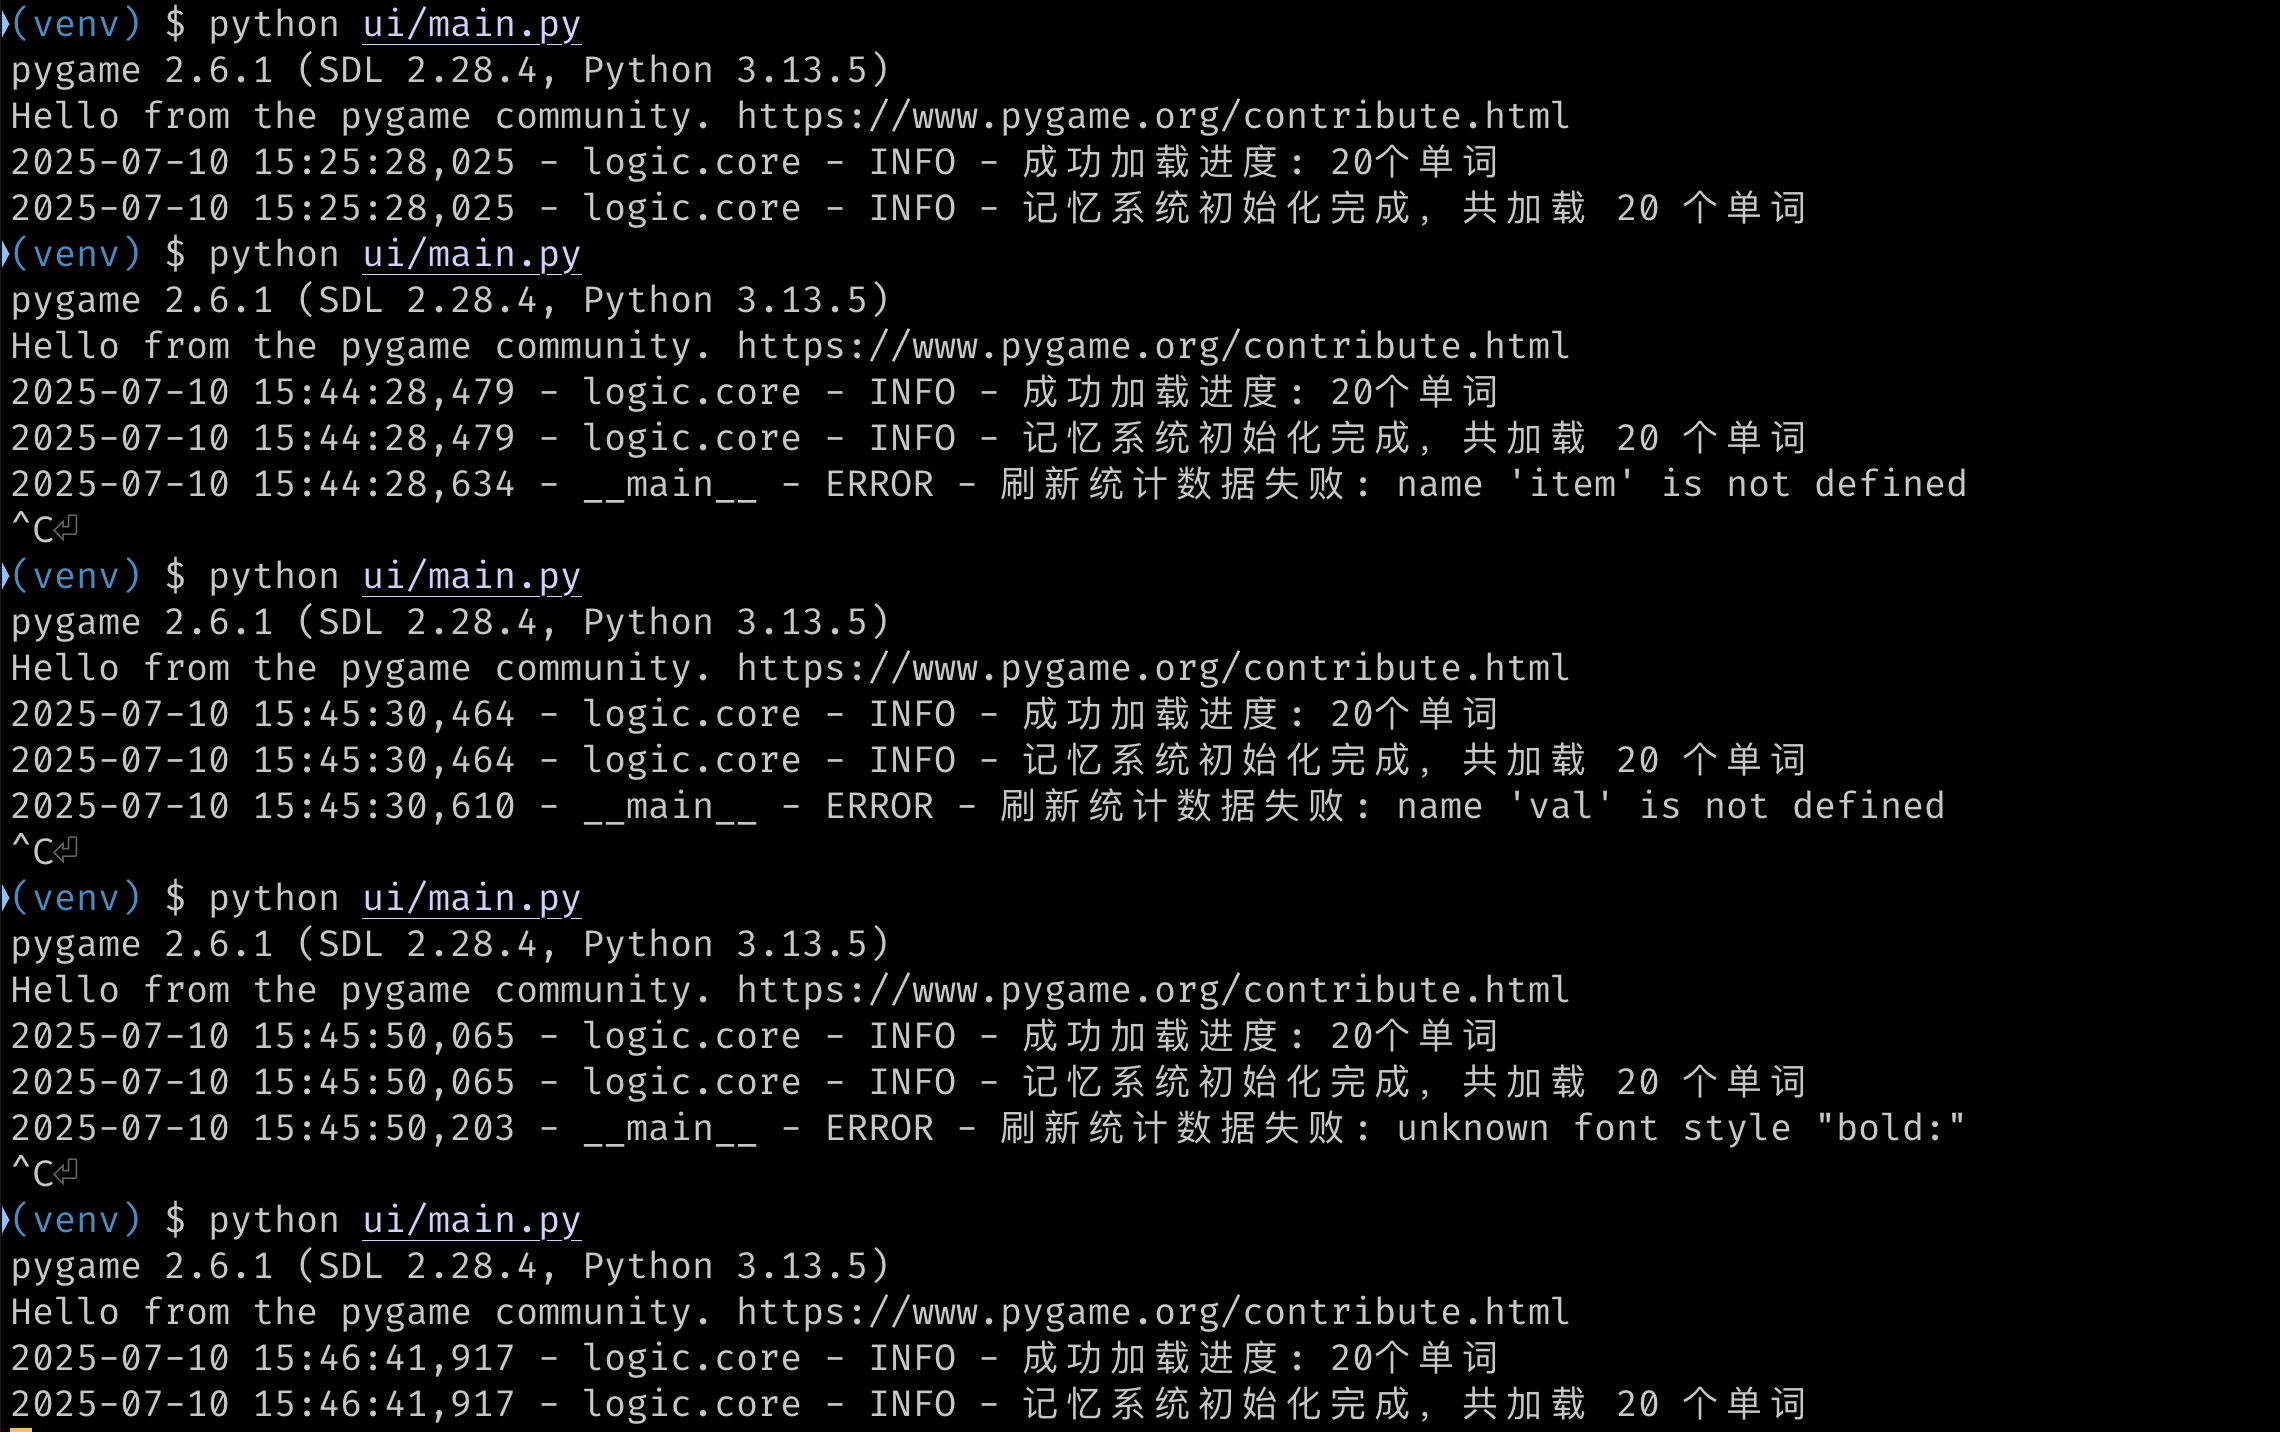 (venv) $ python ui/main.py
pygame 2.6.1 (SDL 2.28.4, Python 3.13.5)
Hello from the pygame community. https://www.pygame.org/contribute.html
2025-07-10 15:25:28,025 - logic.core - INFO - 成功加载进度: 20个单词
2025-07-10 15:25:28,025 - logic.core - INFO - 记忆系统初始化完成, 共加载 20 个单词
(venv) $ python ui/main.py
pygame 2.6.1 (SDL 2.28.4, Python 3.13.5)
Hello from the pygame community. https://www.pygame.org/contribute.html
2025-07-10 15:44:28,479 - logic.core - INFO - 成功加载进度: 20个单词
2025-07-10 15:44:28,479 - logic.core - INFO - 记忆系统初始化完成, 共加载 20 个单词
2025-07-10 15:44:28,634 - __main__ - ERROR - 刷新统计数据失败: name 'item' is not defined
^C⏎
(venv) $ python ui/main.py
pygame 2.6.1 (SDL 2.28.4, Python 3.13.5)
Hello from the pygame community. https://www.pygame.org/contribute.html
2025-07-10 15:45:30,464 - logic.core - INFO - 成功加载进度: 20个单词
2025-07-10 15:45:30,464 - logic.core - INFO - 记忆系统初始化完成, 共加载 20 个单词
2025-07-10 15:45:30,610 - __main__ - ERROR - 刷新统计数据失败: name 'val' is not defined
^C⏎
(venv) $ python ui/main.py
pygame 2.6.1 (SDL 2.28.4, Python 3.13.5)
Hello from the pygame community. https://www.pygame.org/contribute.html
2025-07-10 15:45:50,065 - logic.core - INFO - 成功加载进度: 20个单词
2025-07-10 15:45:50,065 - logic.core - INFO - 记忆系统初始化完成, 共加载 20 个单词
2025-07-10 15:45:50,203 - __main__ - ERROR - 刷新统计数据失败: unknown font style "bold:"
^C⏎
(venv) $ python ui/main.py
pygame 2.6.1 (SDL 2.28.4, Python 3.13.5)
Hello from the pygame community. https://www.pygame.org/contribute.html
2025-07-10 15:46:41,917 - logic.core - INFO - 成功加载进度: 20个单词
2025-07-10 15:46:41,917 - logic.core - INFO - 记忆系统初始化完成, 共加载 20 个单词